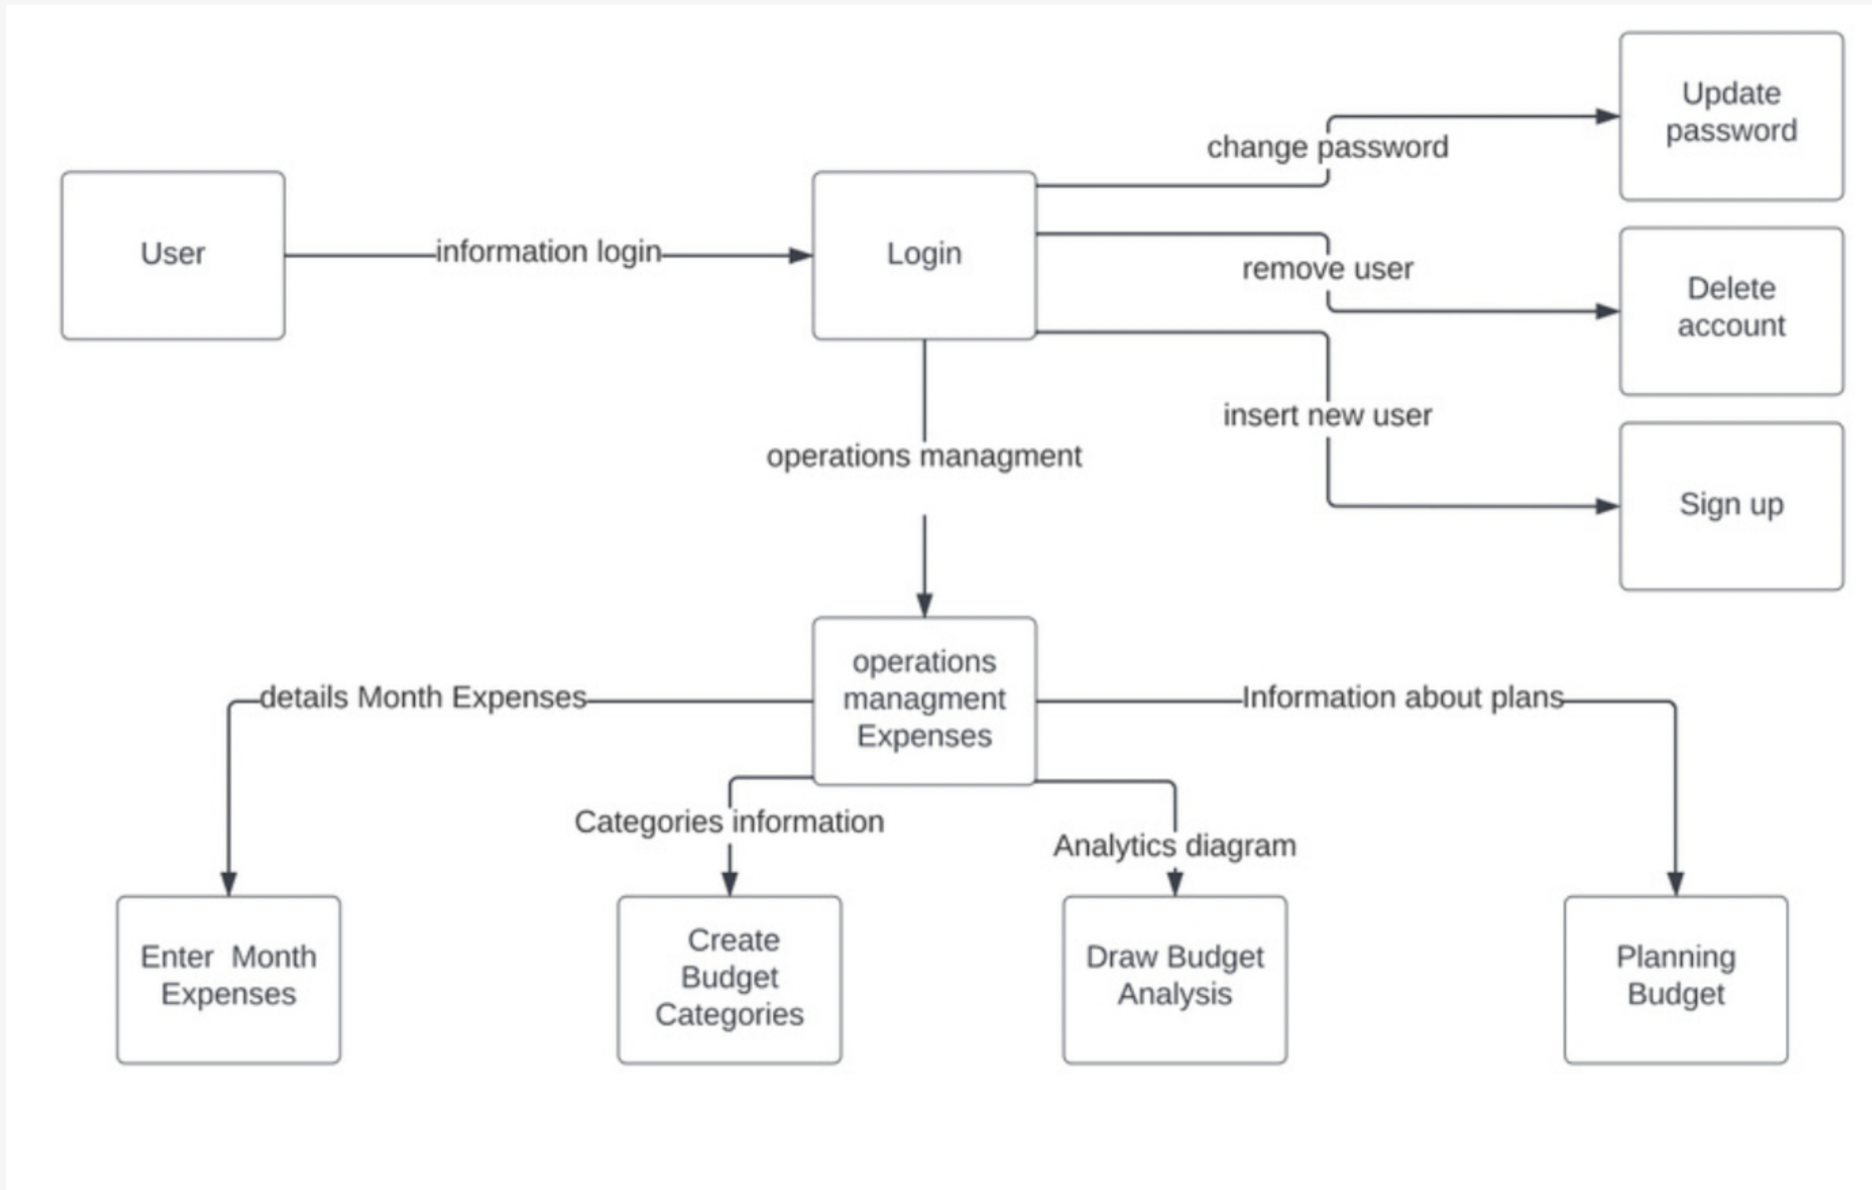 Update
password
change password
User
information login
Login
remove user
Delete
account
insert new user
operations managment
Sign up
operations
managment
Expenses
details Month Expenses
Information about plans
Categories information
Analytics diagram
Enter  Month
Expenses
Create
Budget
Categories
Draw Budget
Analysis
Planning
Budget